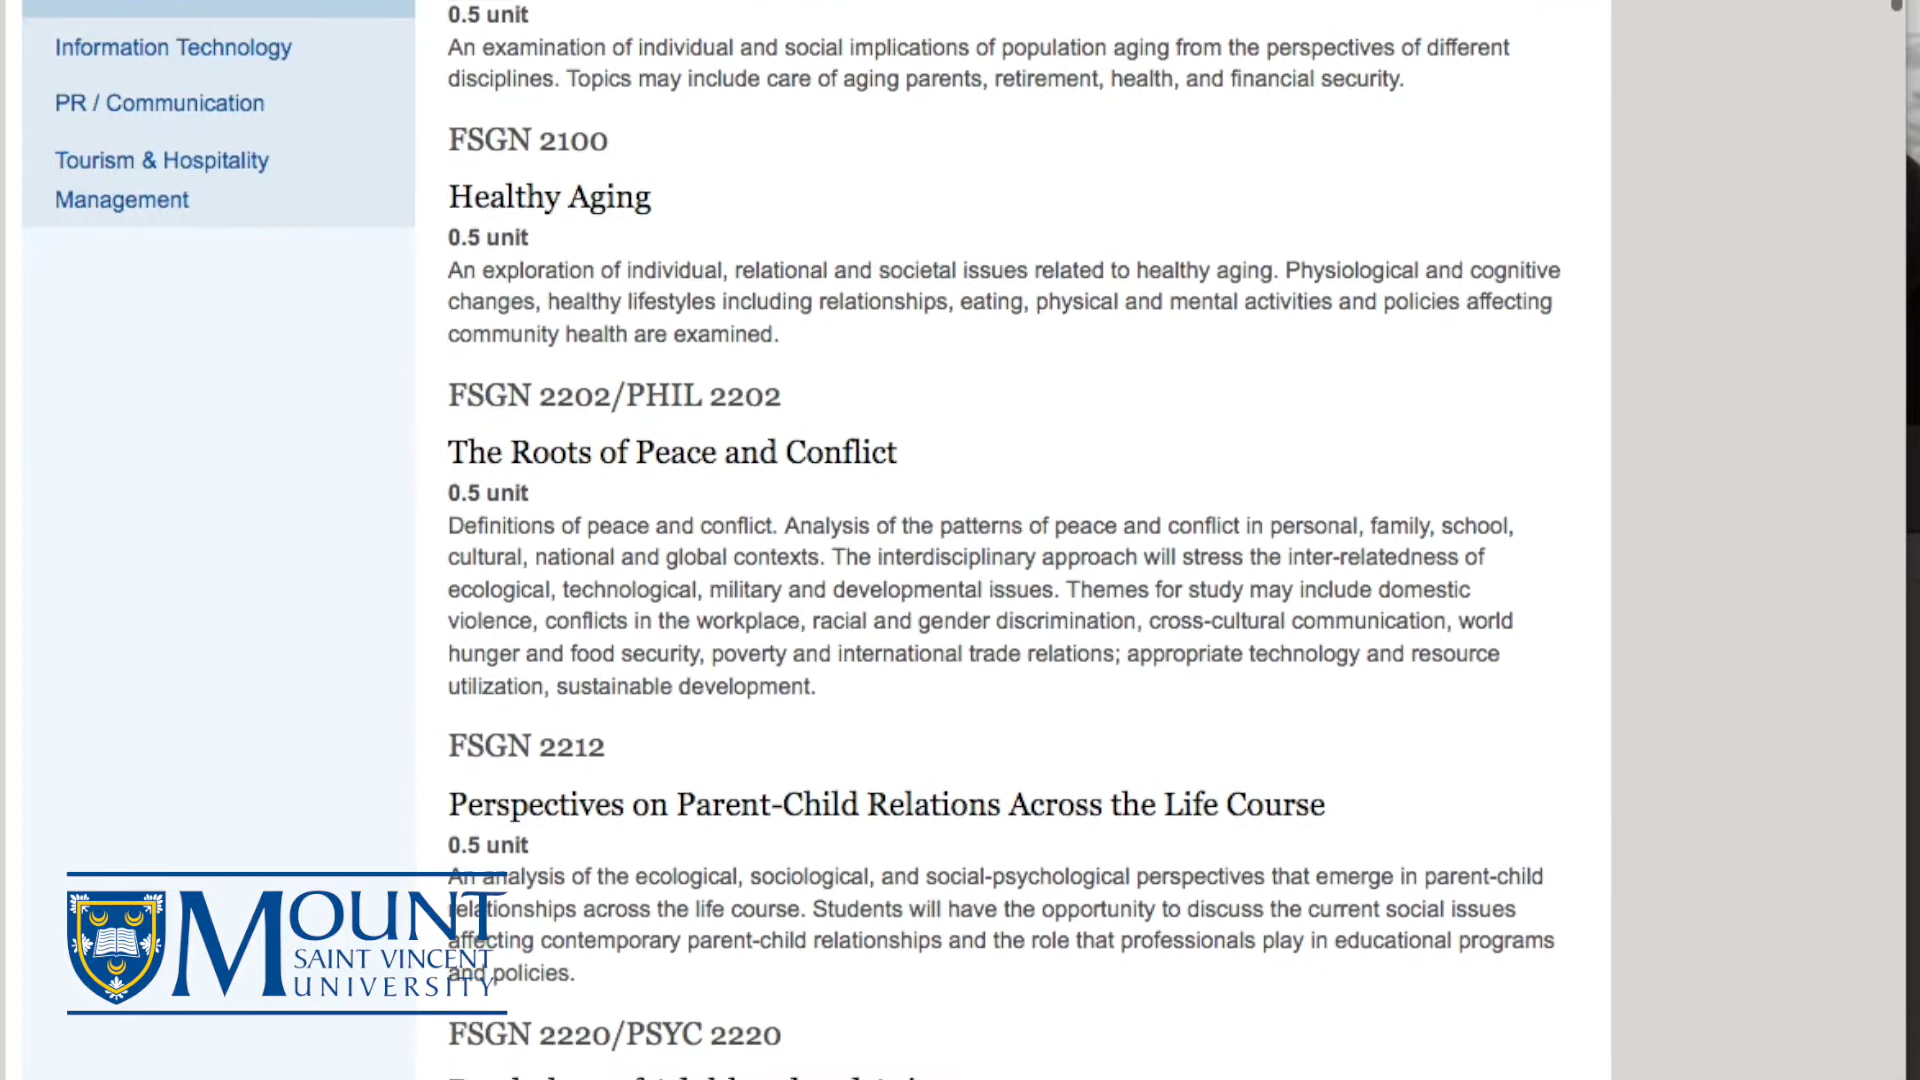 Information Technology
PR / Communication
Tourism & Hospitality
Management
0.5 unit
An examination of individual and social implications of population aging from the perspectives of different
disciplines. Topics may include care of aging parents, retirement, health, and financial security.
FSGN 2100
Healthy Aging
0.5 unit
An exploration of individual, relational and societal issues related to healthy aging. Physiological and cognitive
changes, healthy lifestyles including relationships, eating, physical and mental activities and policies affecting
community health are examined.
FSGN 2202/PHIL 2202
The Roots of Peace and Conflict
0.5 unit
Definitions of peace and conflict. Analysis of the patterns of peace and conflict in personal, family, school,
cultural, national and global contexts. The interdisciplinary approach will stress the inter-relatedness of
ecological, technological, military and developmental issues. Themes for study may include domestic
violence, conflicts in the workplace, racial and gender discrimination, cross-cultural communication, world
hunger and food security, poverty and international trade relations; appropriate technology and resource
utilization, sustainable development.
FSGN 2212
Perspectives on Parent-Child Relations Across the Life Course
0.5 unit
An analysis of the ecological, sociological, and social-psychological perspectives that emerge in parent-child
relationships across the life course. Students will have the opportunity to discuss the current social issues
affecting contemporary parent-child relationships and the role that professionals play in educational programs
and policies.
FSGN 2220/PSYC 2220
MOUNT
SAINT VINCENT
UNIVERSITY